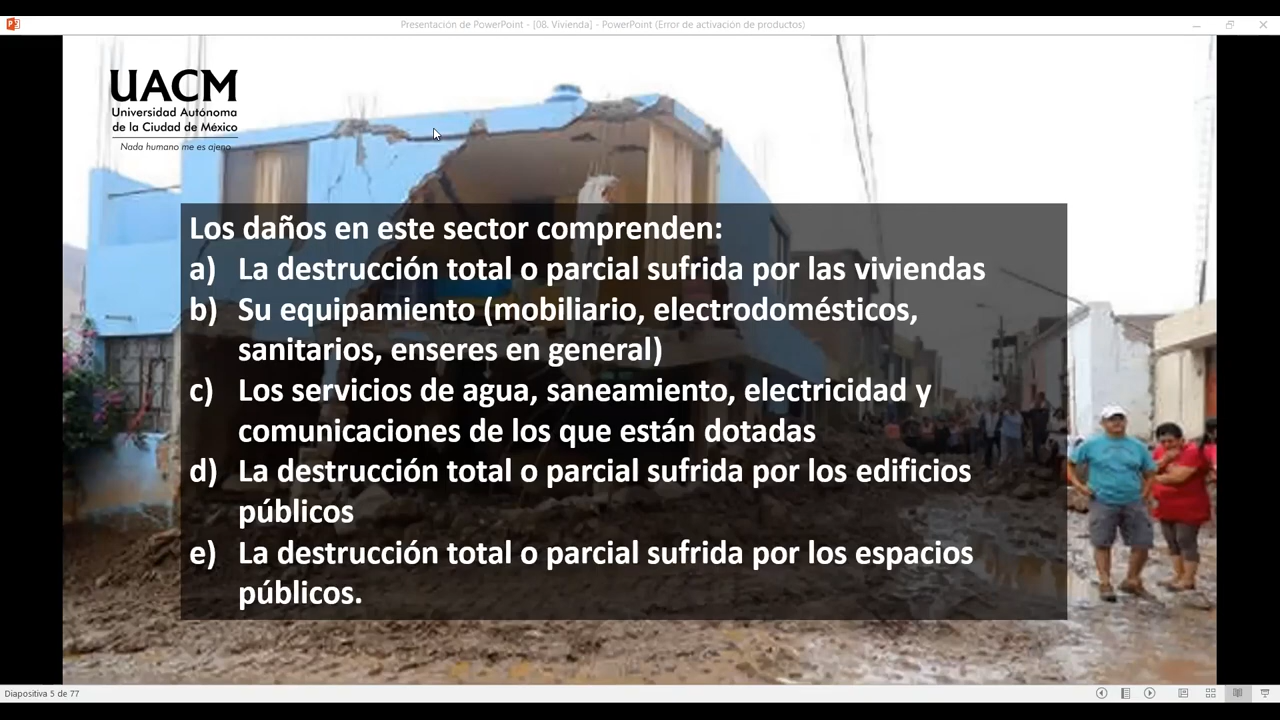 Presentación de PowerPoint - [08. Vivienda] - PowerPoint (Error de activación de productos)
UACM
Universidad Autónoma
de la Ciudad de México
Nada humano me es ajeno
Los daños en este sector comprenden:
a) La destrucción total o parcial sufrida por las viviendas
b) Su equipamiento (mobiliario, electrodomésticos,
sanitarios, enseres en general)
c) Los servicios de agua, saneamiento, electricidad y
comunicaciones de los que están dotadas
d) La destrucción total o parcial sufrida por los edificios
públicos
e) La destrucción total o parcial sufrida por los espacios
públicos.
Diapositiva 5 de 77